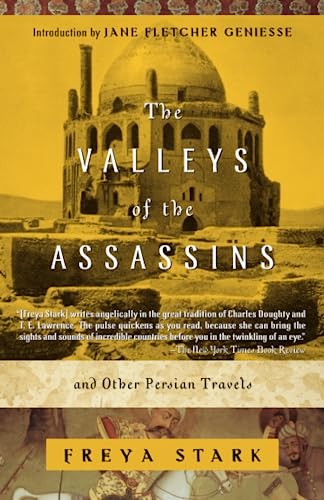 Introduction by JANE FLETCHER GENIESSE
The
VALLEYS
of the
ASSASSINS
"[Freya Stark] writes angelically in the great tradition of Charles Doughty and
T. E. Lawrence. The pulse quickens as you read, because she can bring the
sights and sounds of incredible countries before you in the twinkling of an eye."
—The New York Times Book Review
and Other Persian Travels
FREYA STARK